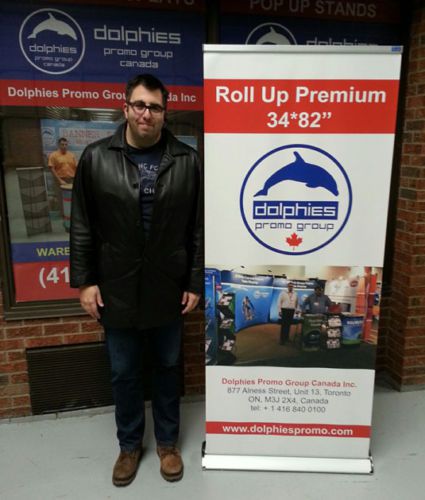 POP UP STANDS
dolphies
promo group
canada
dolphies
promo group
Dolphies Promo Group Canada Inc
BANNER
WARE
(41
Roll Up Premium
34*82”
dolphies
promo group
Dolphies Promo Group Canada Inc.
877 Alness Street, Unit 13, Toronto
ON, M3J 2X4, Canada
tel: + 1 416 840 0100
www.dolphiespromo.com